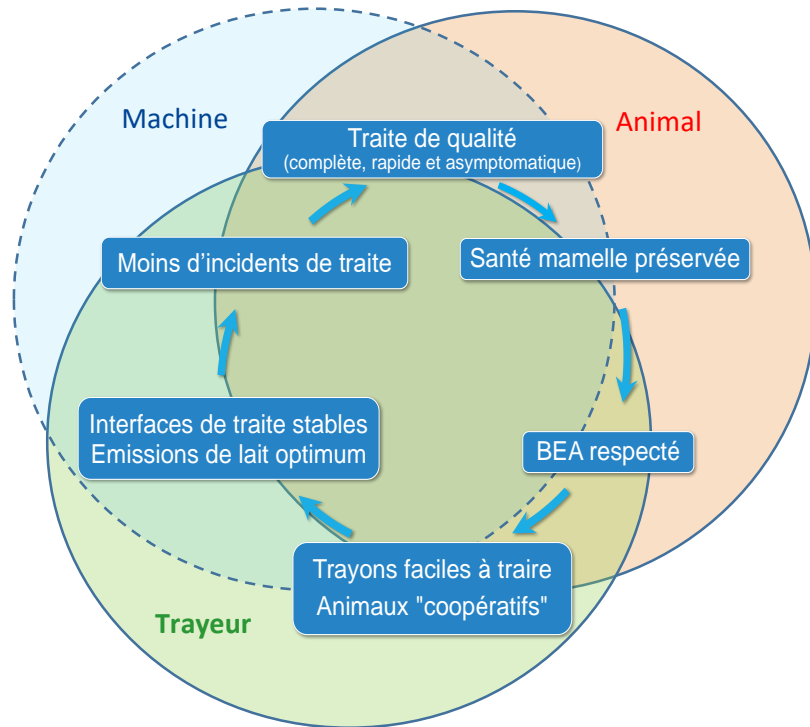 Machine
Animal
Traite de qualité
(complète, rapide et asymptomatique)
Moins d'incidents de traite
Santé mamelle préservée
Interfaces de traite stables
Emissions de lait optimum
BEA respecté
Trayons faciles à traire
Animaux "coopératifs"
Trayeur